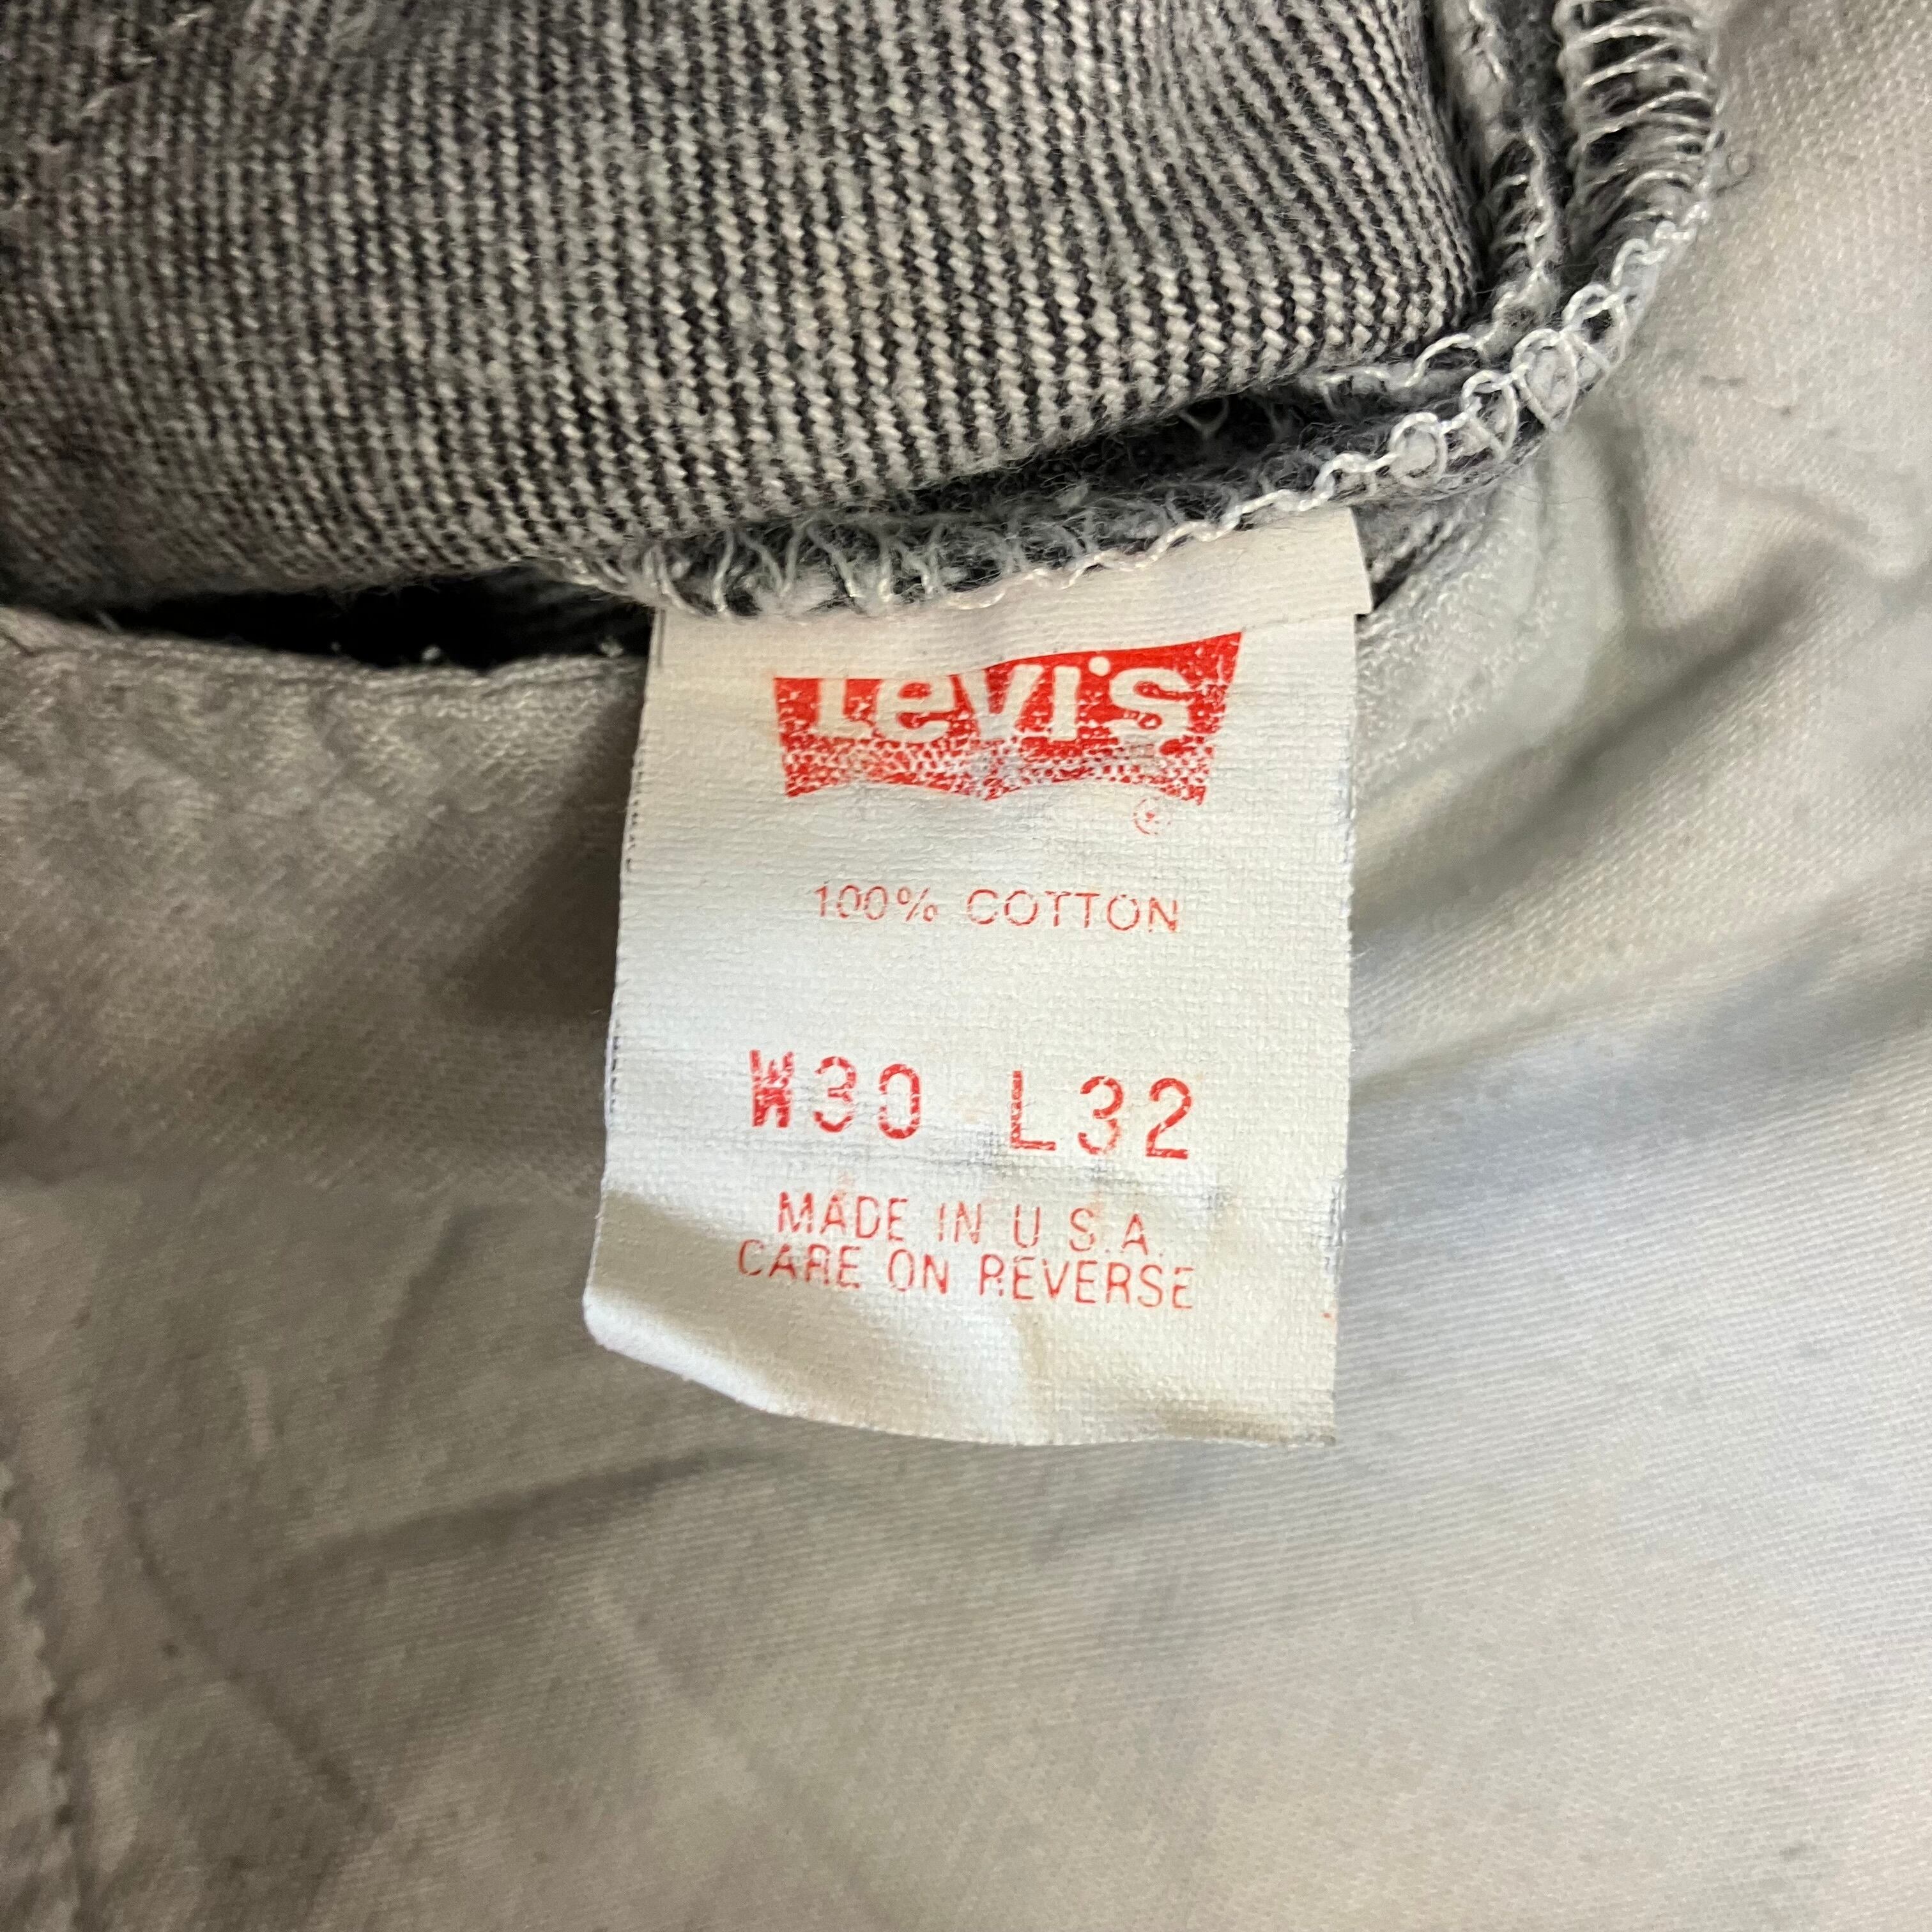 Levi's
®
100% COTTON
W30 L32
MADE IN U.S.A.
CARE ON REVERSE